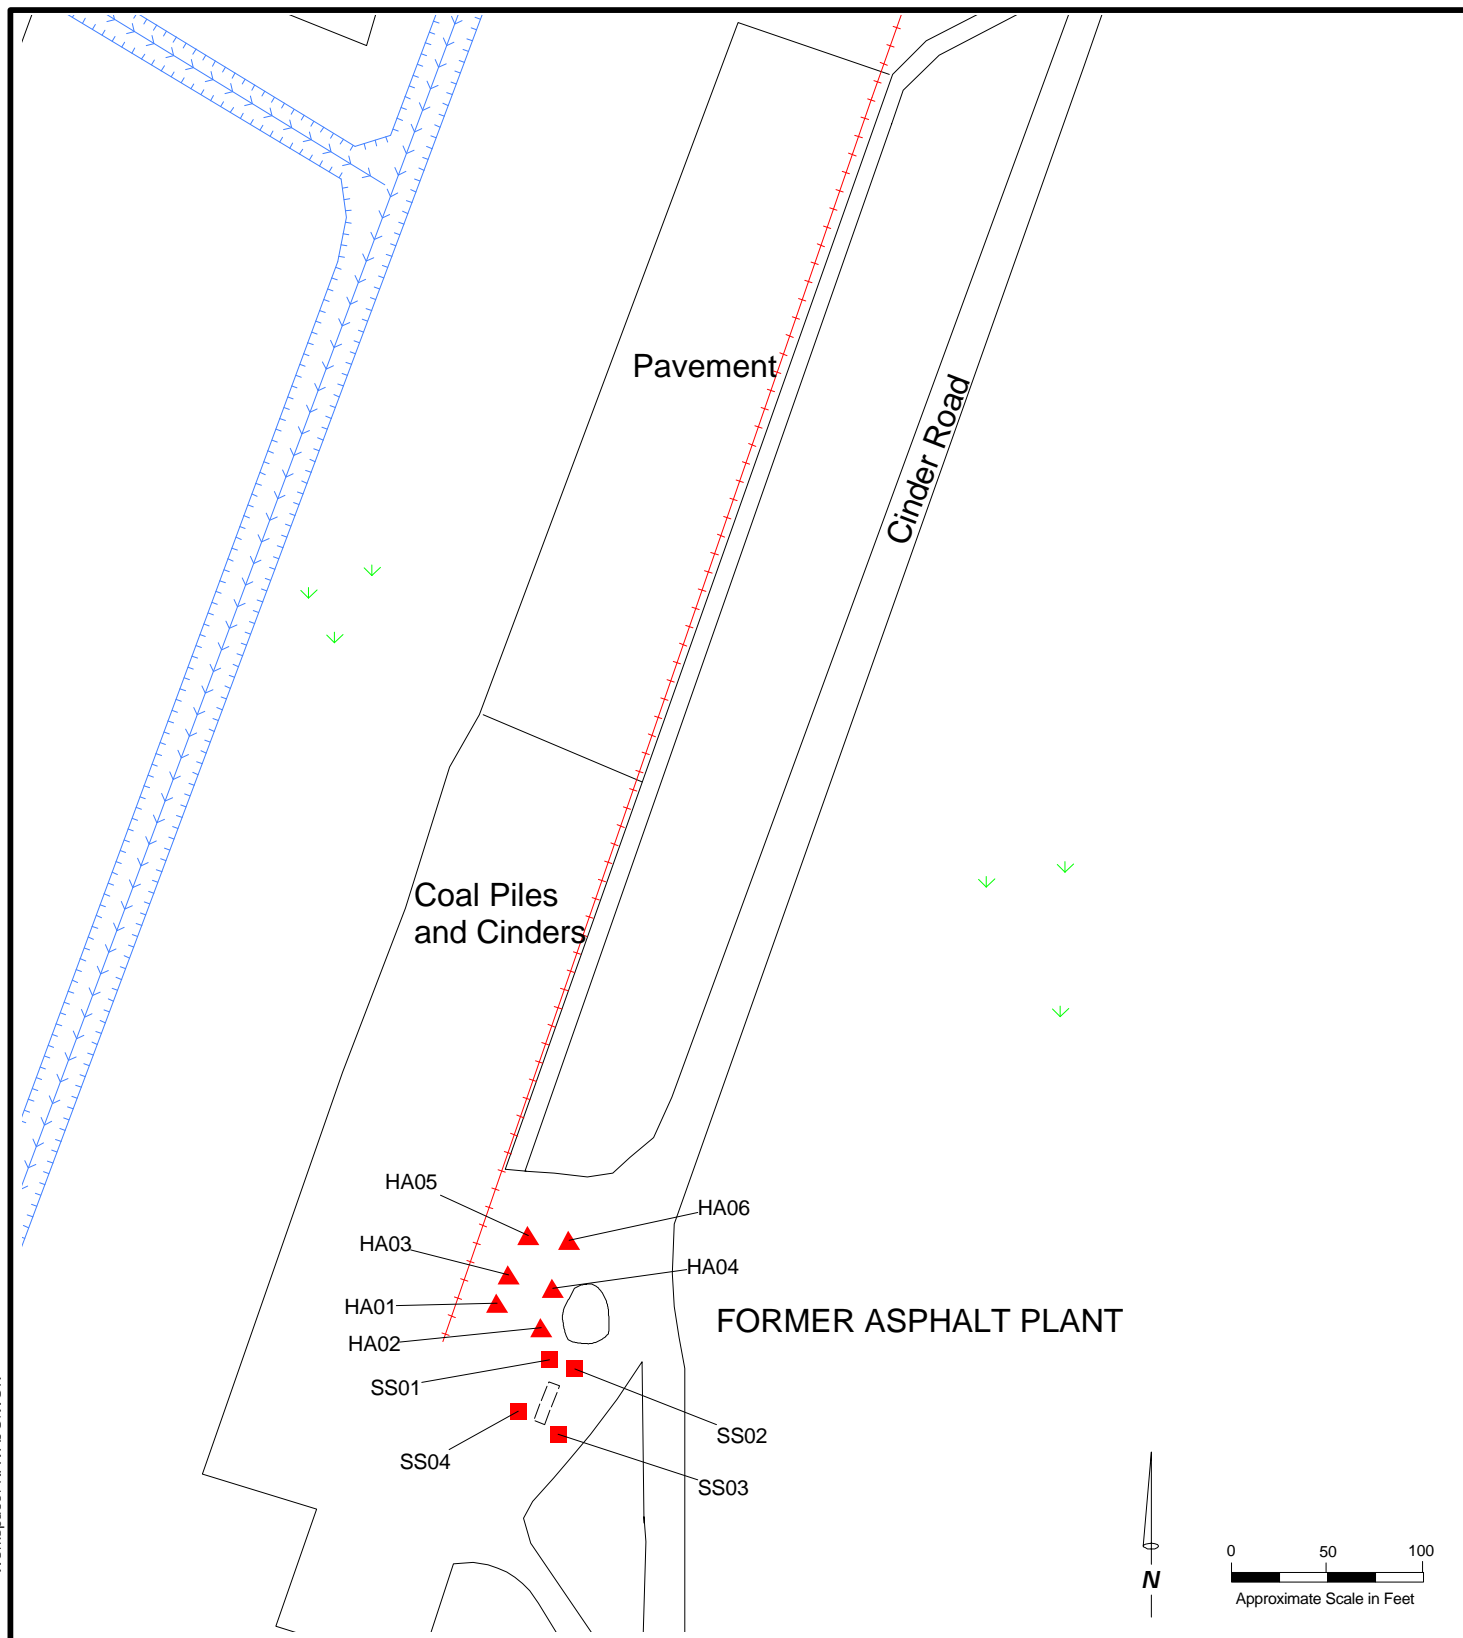 Pavement
Cinder Road
Coal Piles
and Cinders
HA05
HA06
HA03
HA04
HA01
FORMER ASPHALT PLANT
HA02
SS01
SS02
SS04
SS03
N
0 50 100
Approximate Scale in Feet